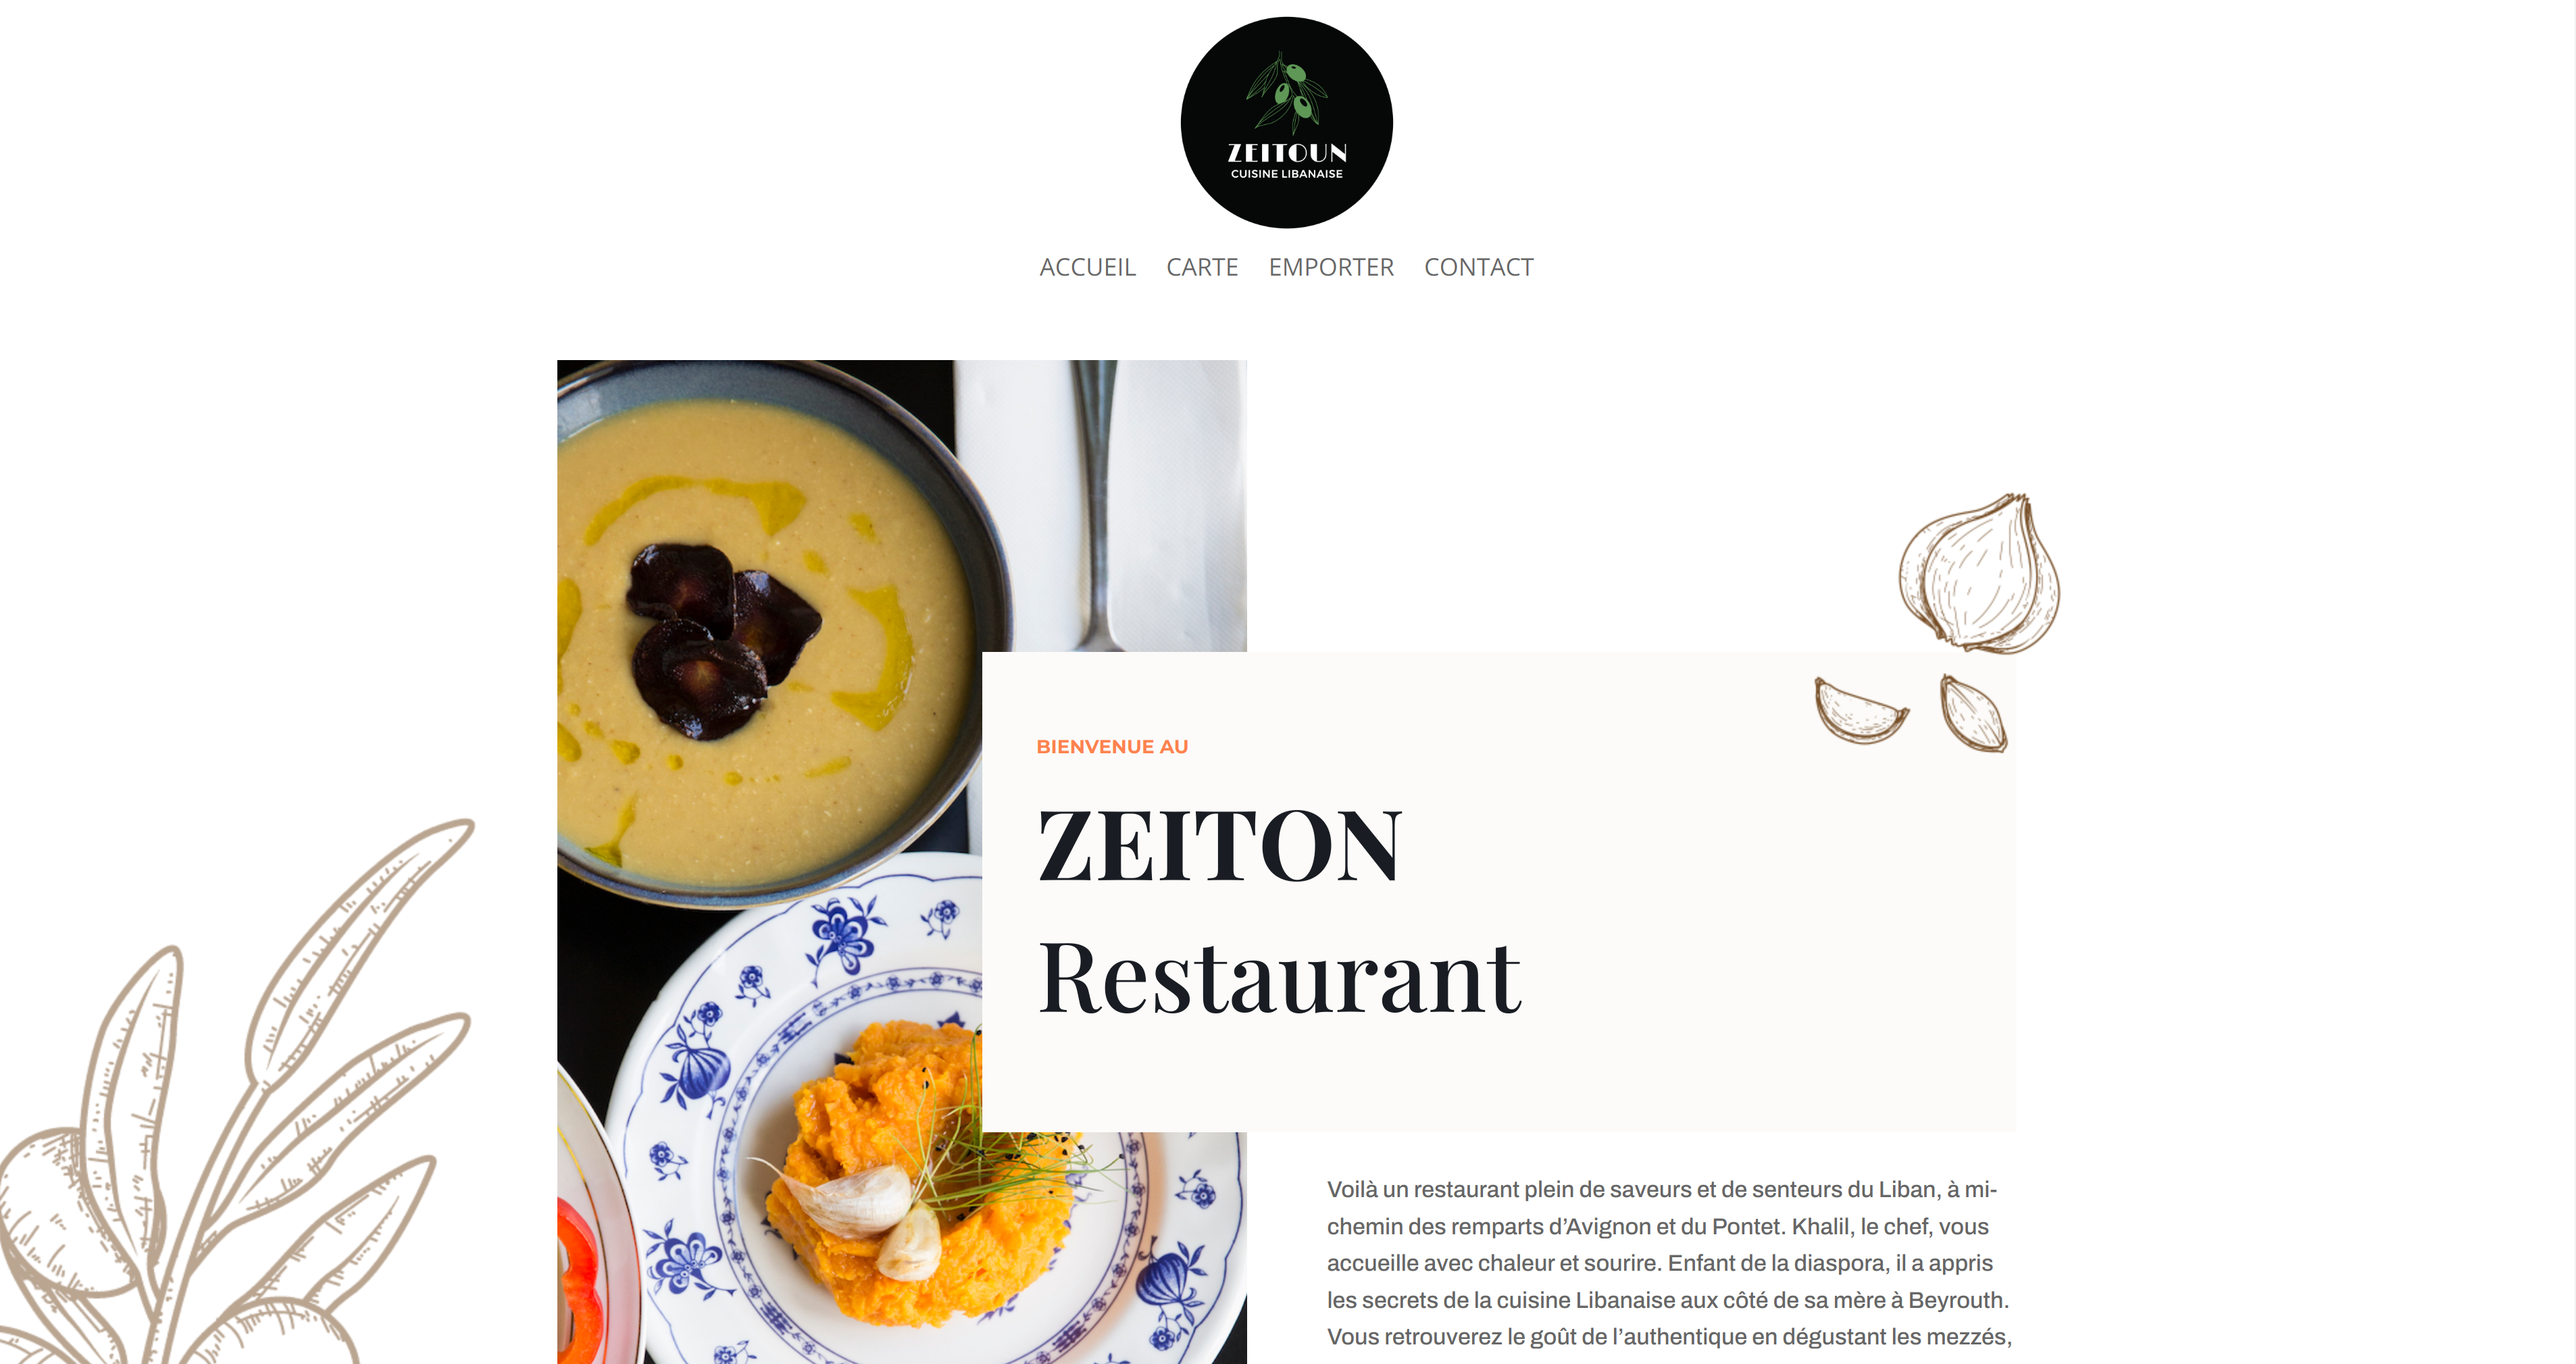 ZEITOUN
CUISINE LIBANAISE
ACCUEIL CARTE EMPORTER CONTACT
BIENVENUE AU
ZEITON
Restaurant
Voilà un restaurant plein de saveurs et de senteurs du Liban, à mi-
chemin des remparts d’Avignon et du Pontet. Khalil, le chef, vous
accueille avec chaleur et sourire. Enfant de la diaspora, il a appris
les secrets de la cuisine Libanaise aux côté de sa mère à Beyrouth.
Vous retrouverez le goût de l’authentique en dégustant les mezzés,